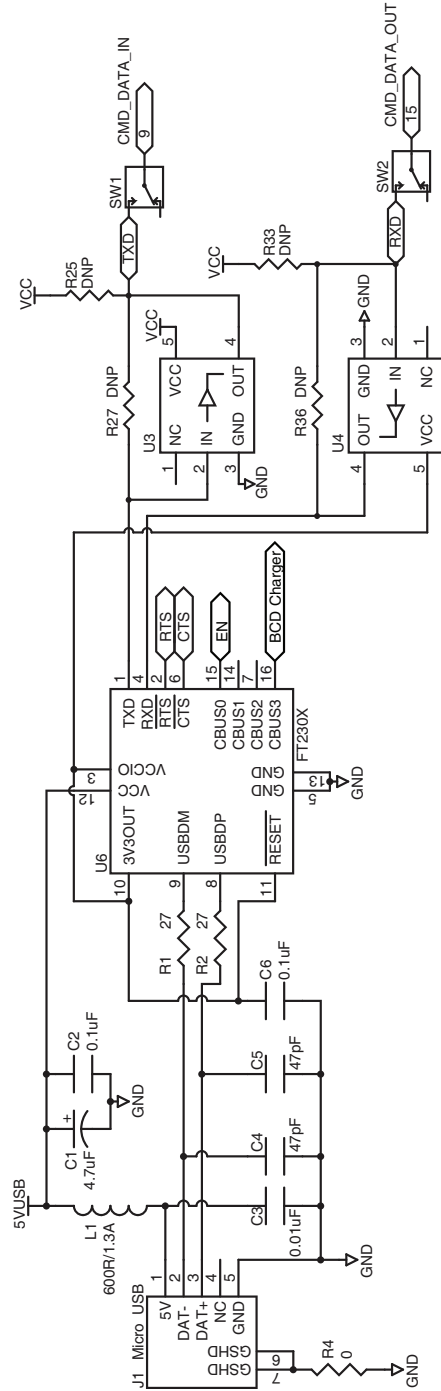 5VUSB
L1
600R/1.3A
C1
4.7uF
+
C2
0.1uF
GND
J1 Micro USB
5V
1
DAT-
2
DAT+
3
NC
4
GND
5
GSHD
6
GSHD
7
R4
0
GND
C3
0.01uF
C4
47pF
C5
47pF
C6
0.1uF
GND
R1
27
R2
27
U6
10
3V3OUT
9
USBDM
8
USBDP
11
RESET
12
VCC
3
VCCIO
TXD
1
RXD
4
RTS
2
CTS
6
CBUS0
15
CBUS1
14
CBUS2
7
CBUS3
16
GND
5
GND
13
FT230X
GND
RTS
CTS
EN
BCD Charger
R27 DNP
VCC
R25
DNP
U3
1
NC
2
IN
3
GND
VCC
5
OUT
4
VCC
GND
TXD
SW1
CMD_DATA_IN
9
VCC
R33
DNP
R36 DNP
U4
4
OUT
5
VCC
GND
3
IN
2
NC
1
GND
RXD
SW2
CMD_DATA_OUT
15